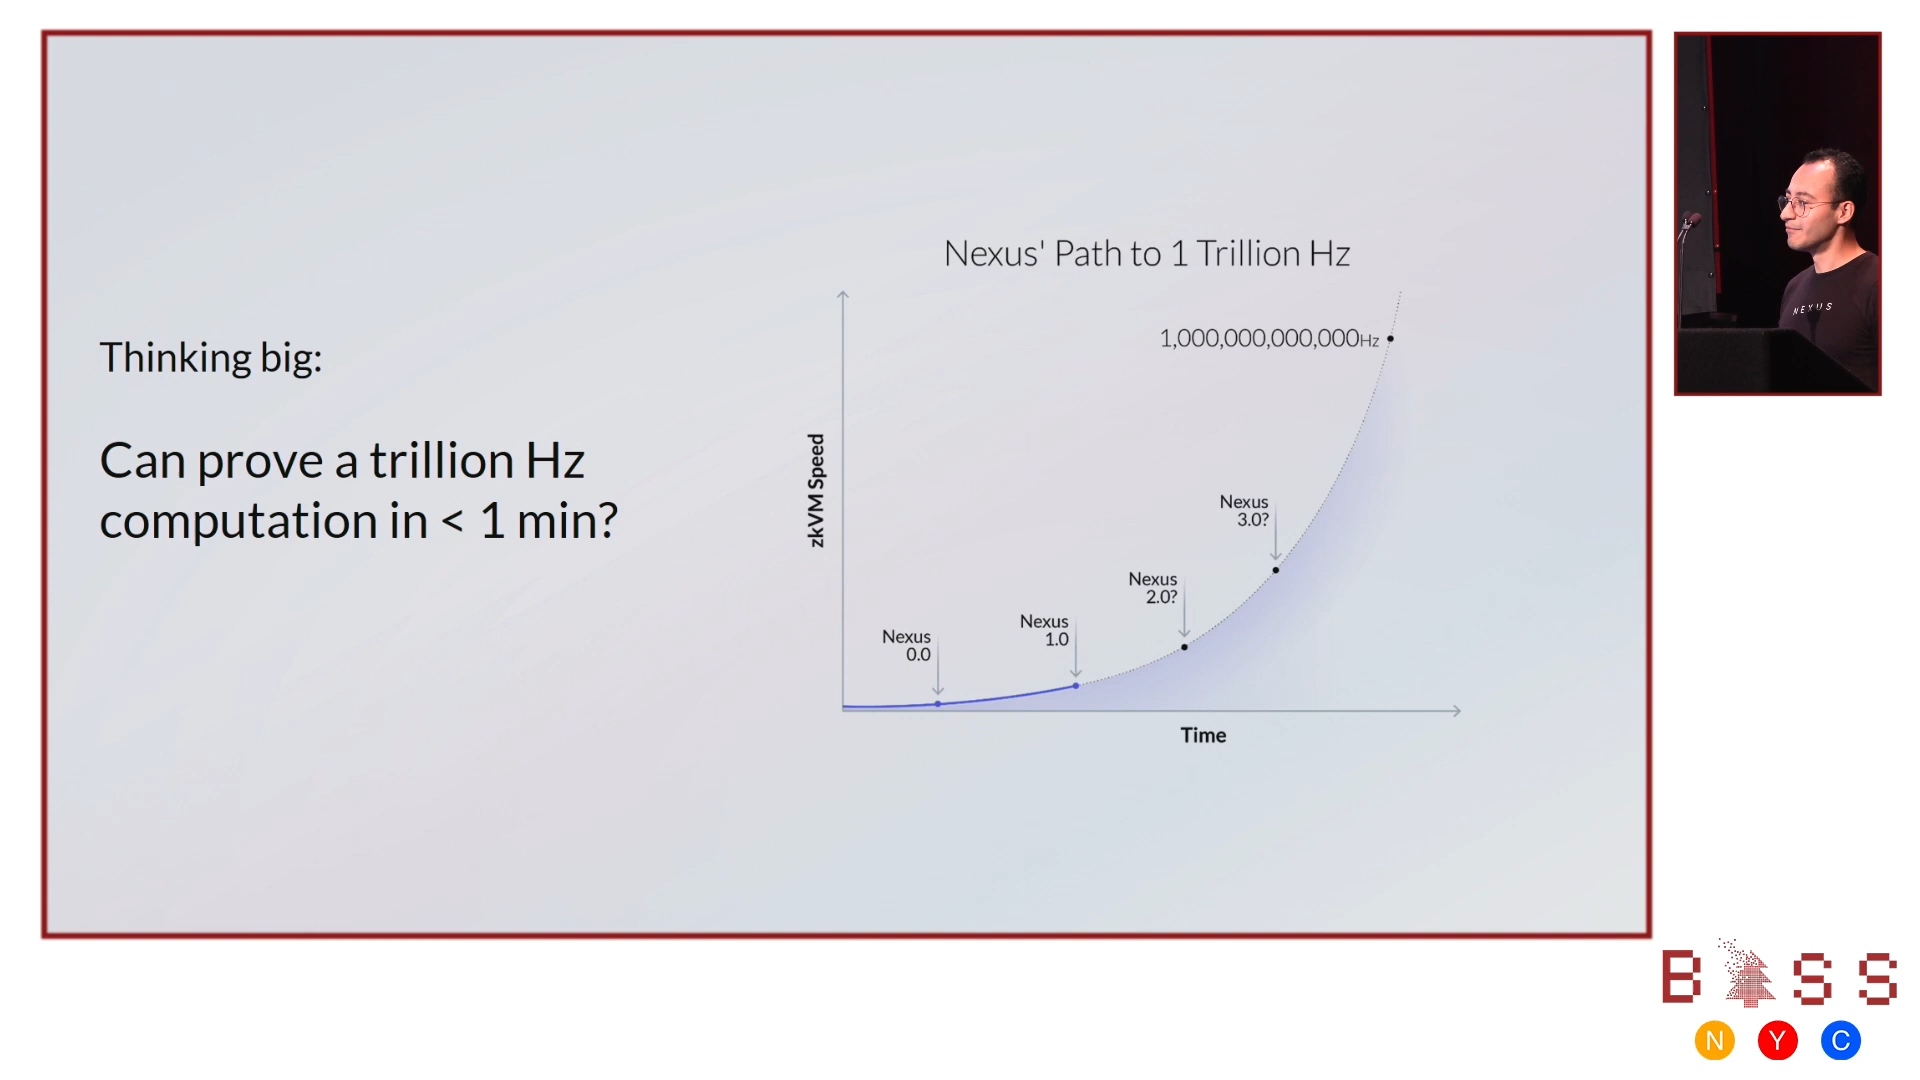 Thinking big:
Can prove a trillion Hz
computation in < 1 min?
Nexus' Path to 1 Trillion Hz
1,000,000,000,000Hz
zkVM Speed
Nexus
3.0?
Nexus
2.0?
Nexus
1.0
Nexus
0.0
Time
NEXUS
B SS
N Y C